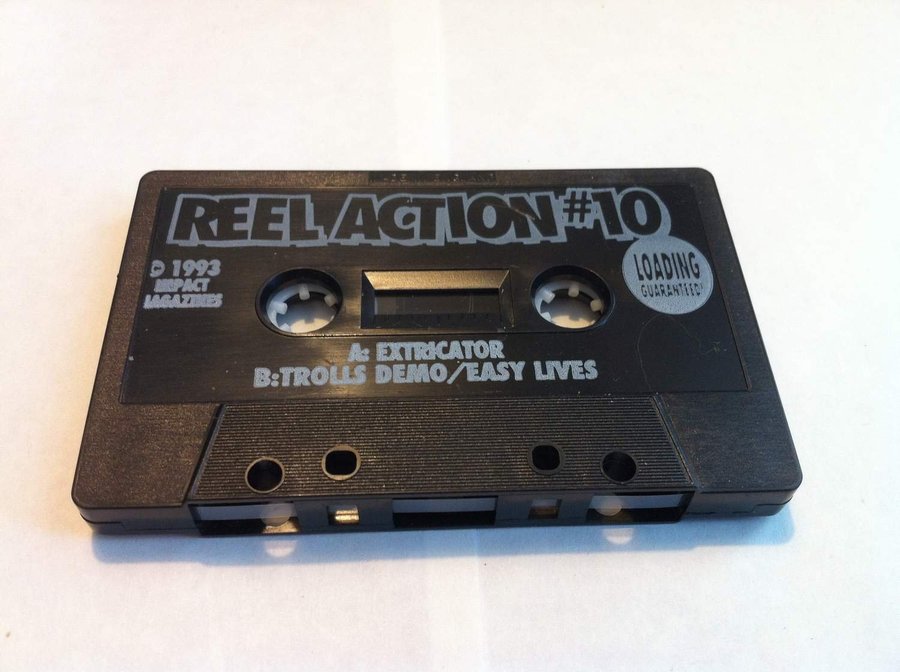 REEL ACTION #10
LOADING
GUARANTEED!
© 1993
IMPACT
MAGAZINES
A: EXTRICATOR
B:TROLLS DEMO/EASY LIVES